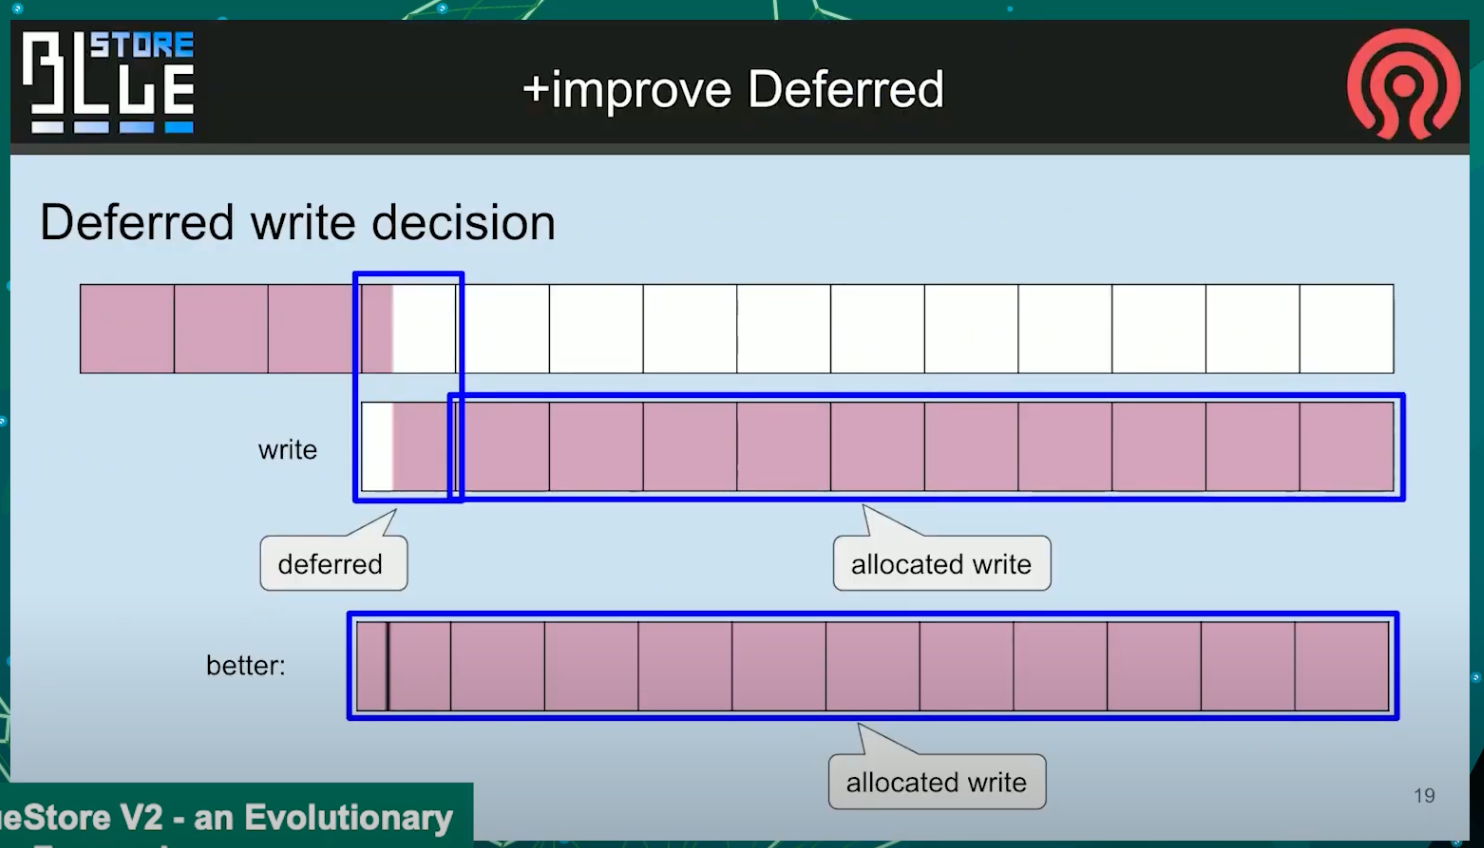 BLUE STORE
+improve Deferred
Deferred write decision
write
deferred
allocated write
better:
allocated write
19
eStore V2 - an Evolutionary